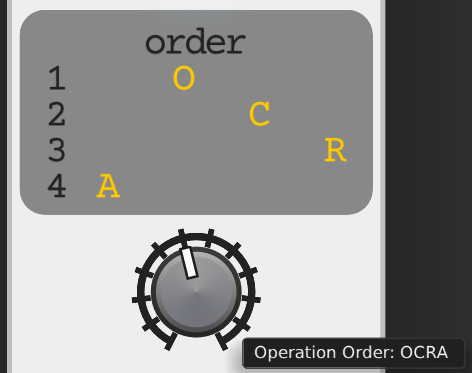 order
1 O
2 C
3 R
4 A
Operation Order: OCRA